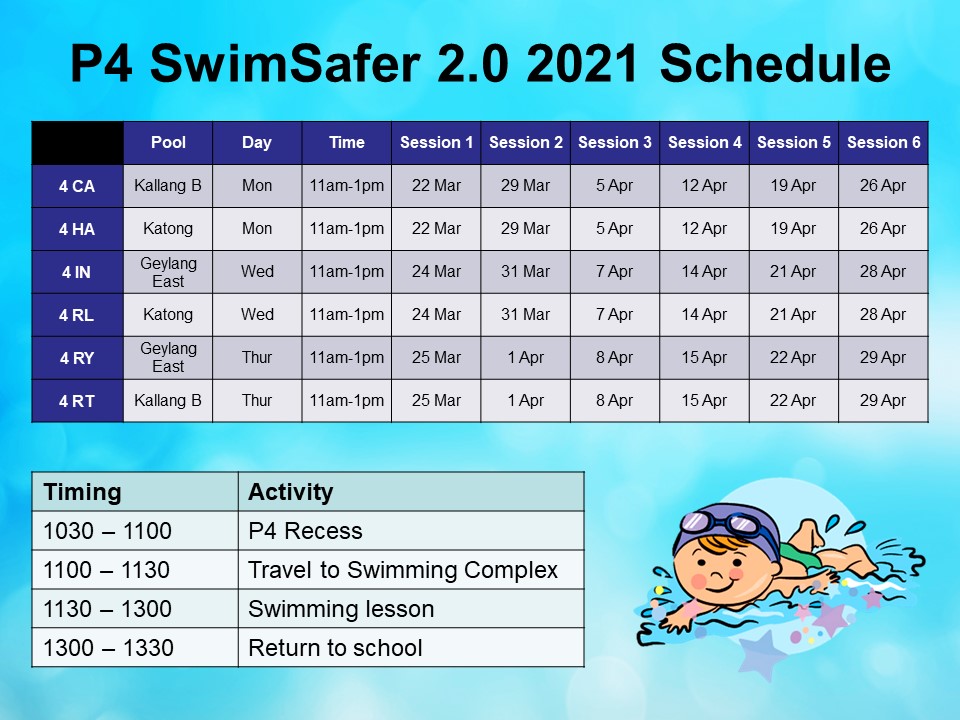 P4 SwimSafer 2.0 2021 Schedule
Pool Day Time Session 1 Session 2 Session 3 Session 4 Session 5 Session 6
4 CA Kallang B Mon 11am-1pm 22 Mar 29 Mar 5 Apr 12 Apr 19 Apr 26 Apr
4 HA Katong Mon 11am-1pm 22 Mar 29 Mar 5 Apr 12 Apr 19 Apr 26 Apr
4 IN Geylang East Wed 11am-1pm 24 Mar 31 Mar 7 Apr 14 Apr 21 Apr 28 Apr
4 RL Katong Wed 11am-1pm 24 Mar 31 Mar 7 Apr 14 Apr 21 Apr 28 Apr
4 RY Geylang East Thur 11am-1pm 25 Mar 1 Apr 8 Apr 15 Apr 22 Apr 29 Apr
4 RT Kallang B Thur 11am-1pm 25 Mar 1 Apr 8 Apr 15 Apr 22 Apr 29 Apr
Timing Activity
1030 – 1100 P4 Recess
1100 – 1130 Travel to Swimming Complex
1130 – 1300 Swimming lesson
1300 – 1330 Return to school